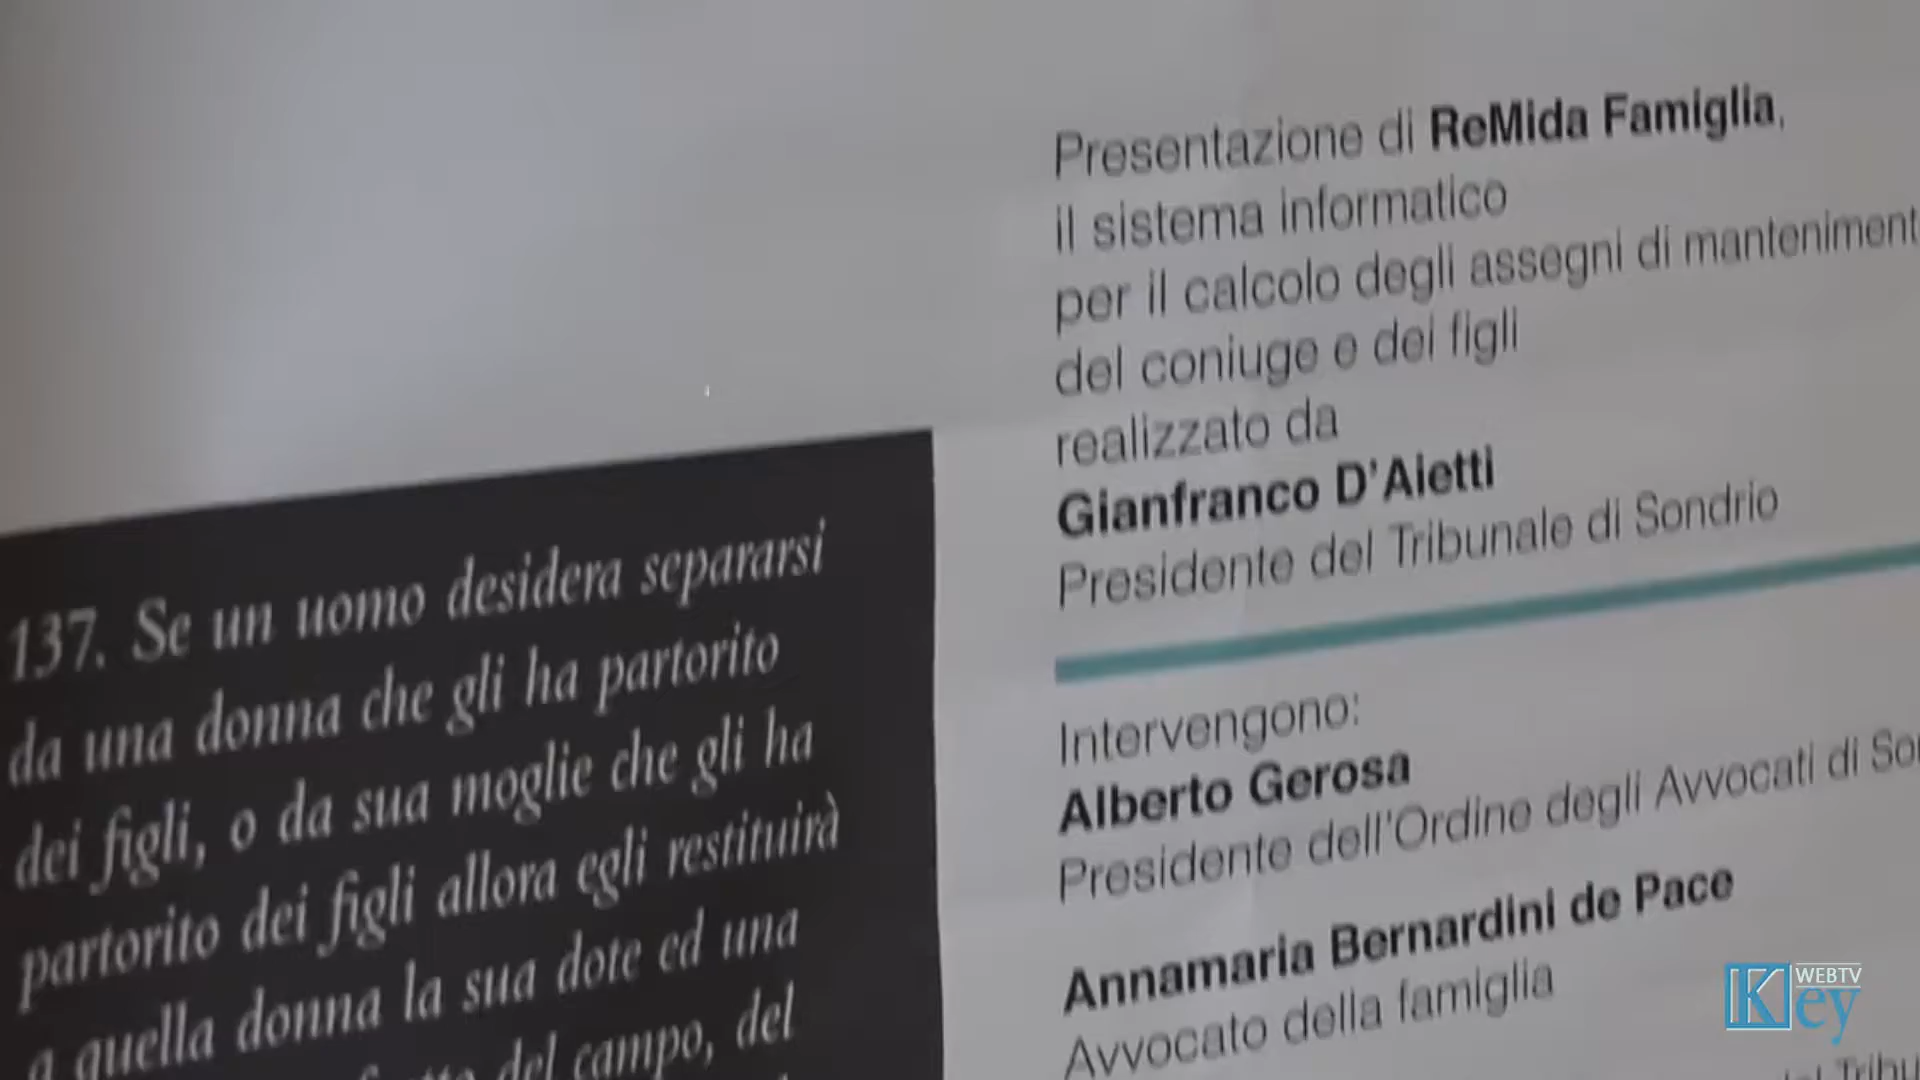 Presentazione di ReMida Famiglia,
il sistema informatico
per il calcolo degli assegni di manteniment
del coniuge e dei figli
realizzato da
Gianfranco D'Aietti
Presidente del Tribunale di Sondrio
Intervengono:
Alberto Gerosa
Presidente dell'Ordine degli Avvocati di So
Annamaria Bernardini de Pace
Avvocato della famiglia
137. Se un uomo desidera separarsi
da una donna che gli ha partorito
dei figli, o da sua moglie che gli ha
partorito dei figli allora egli restituirà
a quella donna la sua dote ed una
del campo, del
Key WEBTV